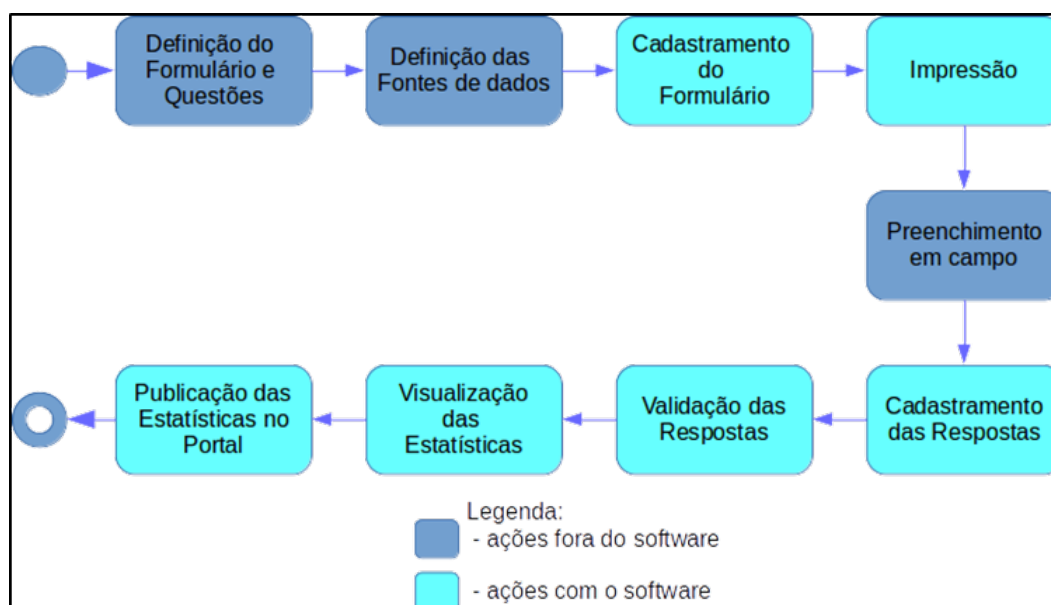 Definição do
Formulário e
Questões
Definição das
Fontes de dados
Cadastramento
do
Formulário
Impressão
Preenchimento
em campo
Cadastramento
das Respostas
Validação das
Respostas
Visualização
das
Estatísticas
Publicação das
Estatísticas no
Portal
Legenda:
- ações fora do software
- ações com o software